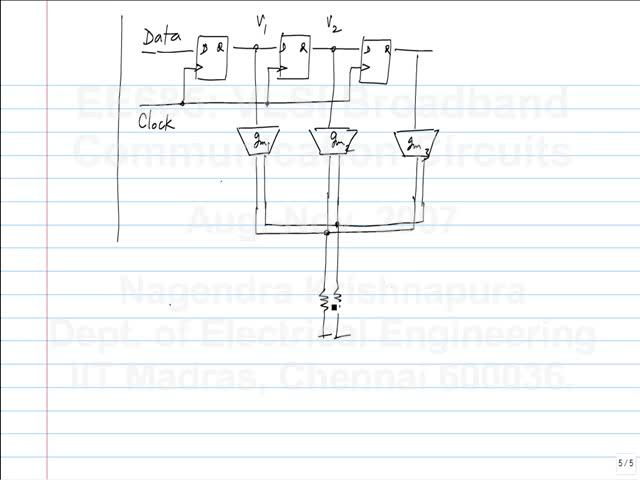 V1 V2
Data D Q D Q D Q
Clock
gm1 gm2 gm3
EE685: VLSI Broadband
Communication Circuits
Aug-Nov 2007
Nagendra Krishnapura
Dept. of Electrical Engineering
IIT Madras, Chennai 600036.
5/5